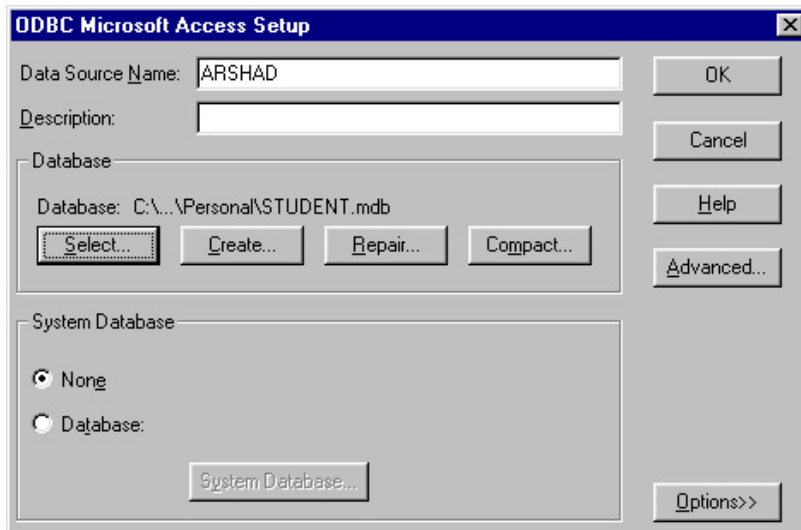 ODBC Microsoft Access Setup
Data Source Name: ARSHAD
OK
Description:
Cancel
Database
Database: C:\...\Personal\STUDENT.mdb
Help
Select... Create... Repair... Compact...
Advanced...
System Database
None
Database:
System Database...
Options>>